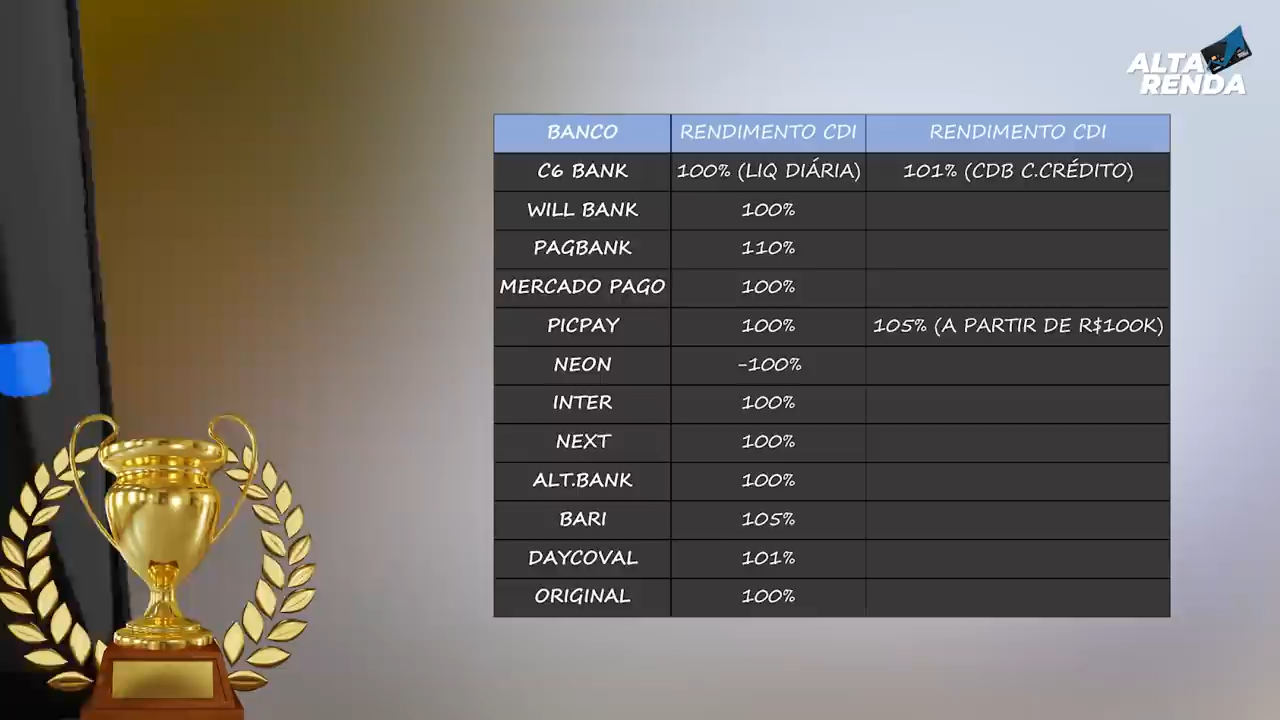 ALTA
RENDA
BANCO RENDIMENTO CDI RENDIMENTO CDI
C6 BANK 100% (LIQ DIÁRIA) 101% (CDB C.CRÉDITO)
WILL BANK 100%
PAGBANK 110%
MERCADO PAGO 100%
PICPAY 100% 105% (A PARTIR DE R$100K)
NEON -100%
INTER 100%
NEXT 100%
ALT.BANK 100%
BARI 105%
DAYCOVAL 101%
ORIGINAL 100%